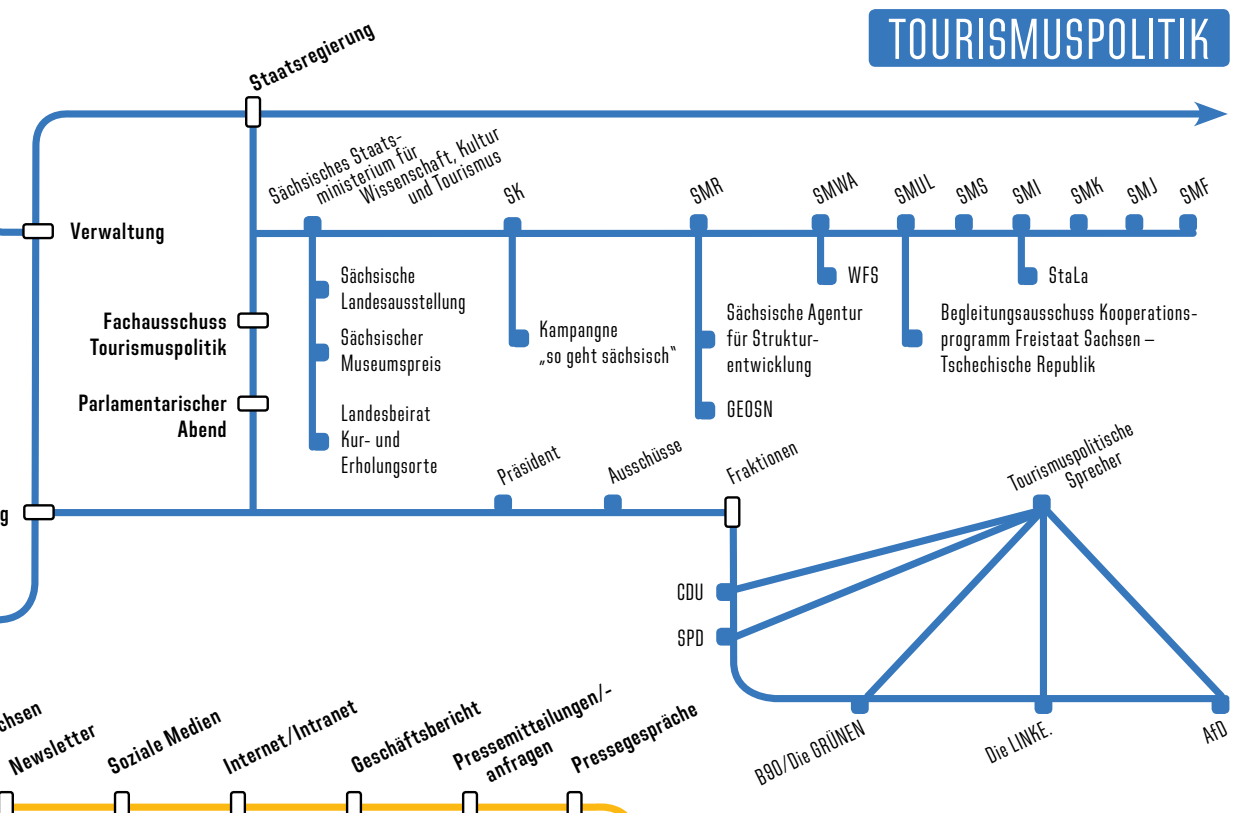 TOURISMUSPOLITIK
Staatsregierung
Sächsisches Staats-
ministerium für
Wissenschaft, Kultur
und Tourismus
SK
SMR
SMWA
SMUL
SMS
SMI
SMK
SMJ
SMF
Verwaltung
Sächsische
Landesausstellung
Sächsischer
Museumspreis
Landesbeirat
Kur- und
Erholungsorte
Kampangne
„so geht sächsisch“
Sächsische Agentur
für Struktur-
entwicklung
GEOSN
WFS
StaLa
Begleitungsausschuss Kooperations-
programm Freistaat Sachsen –
Tschechische Republik
Fachausschuss
Tourismuspolitik
Parlamentarischer
Abend
g
Präsident
Ausschüsse
Fraktionen
Tourismuspolitische
Sprecher
CDU
SPD
B90/Die GRÜNEN
Die LINKE.
AfD
chsen
Newsletter
Soziale Medien
Internet/Intranet
Geschäftsbericht
Pressemitteilungen/-
anfragen
Pressegespräche